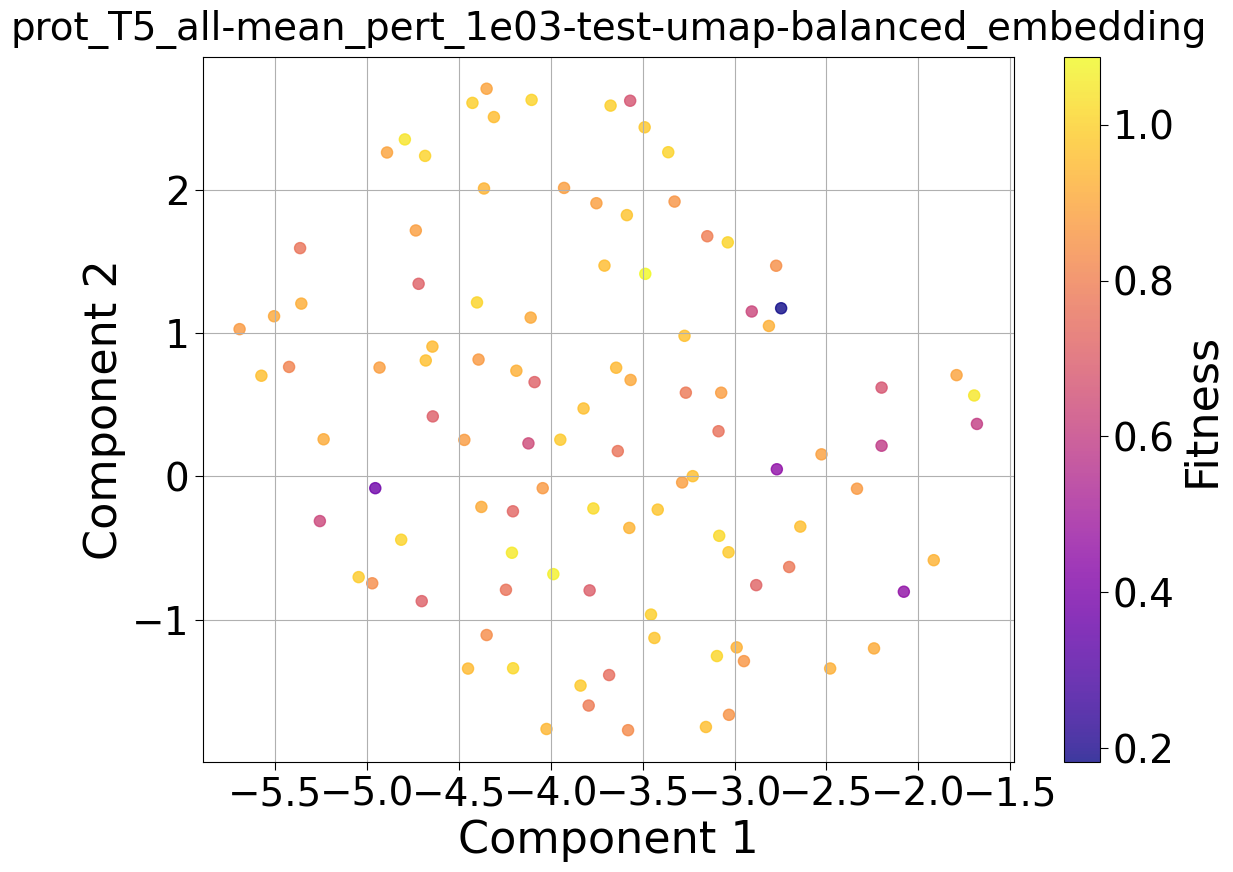 prot_T5_all-mean_pert_1e03-test-umap-balanced_embedding
2
1
0
−1
Component 2
−5.5 −5.0 −4.5 −4.0 −3.5 −3.0 −2.5 −2.0 −1.5
Component 1
1.0
0.8
0.6
0.4
0.2
Fitness